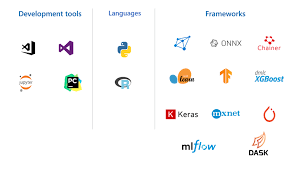 Development tools
Languages
Frameworks
ONNX
Chainer
jupyter
PC
R
learn
dmlc
XGBoost
K Keras
mxnet
mlflow
DASK